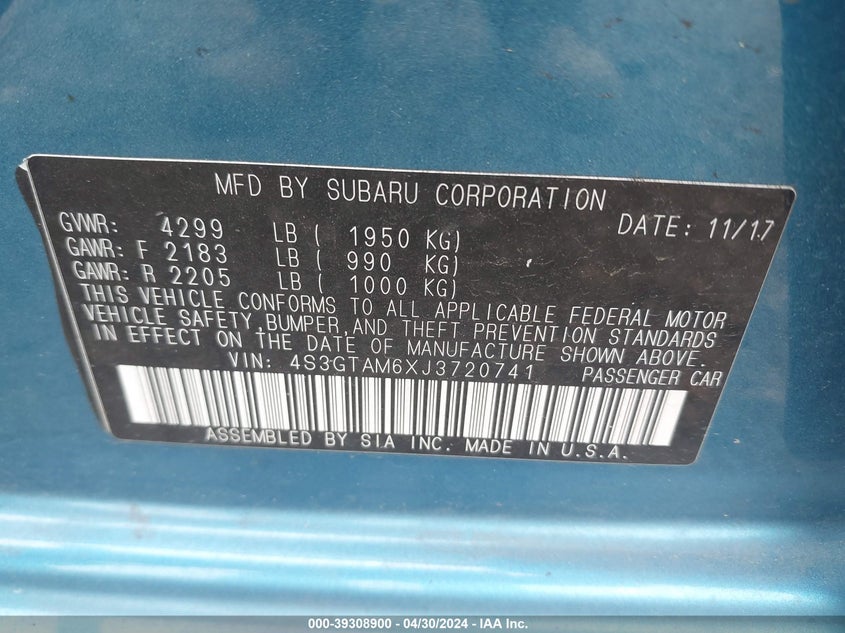 MFD BY SUBARU CORPORATION
GVWR: 4299 LB ( 1950 KG) DATE: 11/17
GAWR: F 2183 LB ( 990 KG)
GAWR: R 2205 LB ( 1000 KG)
THIS VEHICLE CONFORMS TO ALL APPLICABLE FEDERAL MOTOR
VEHICLE SAFETY,BUMPER,AND THEFT PREVENTION STANDARDS
IN EFFECT ON THE DATE OF MANUFACTURE SHOWN ABOVE.
VIN: 4S3GTAM6XJ3720741 PASSENGER CAR
ASSEMBLED BY SIA INC. MADE IN U.S.A.
000-39308900 - 04/30/2024 - IAA Inc.